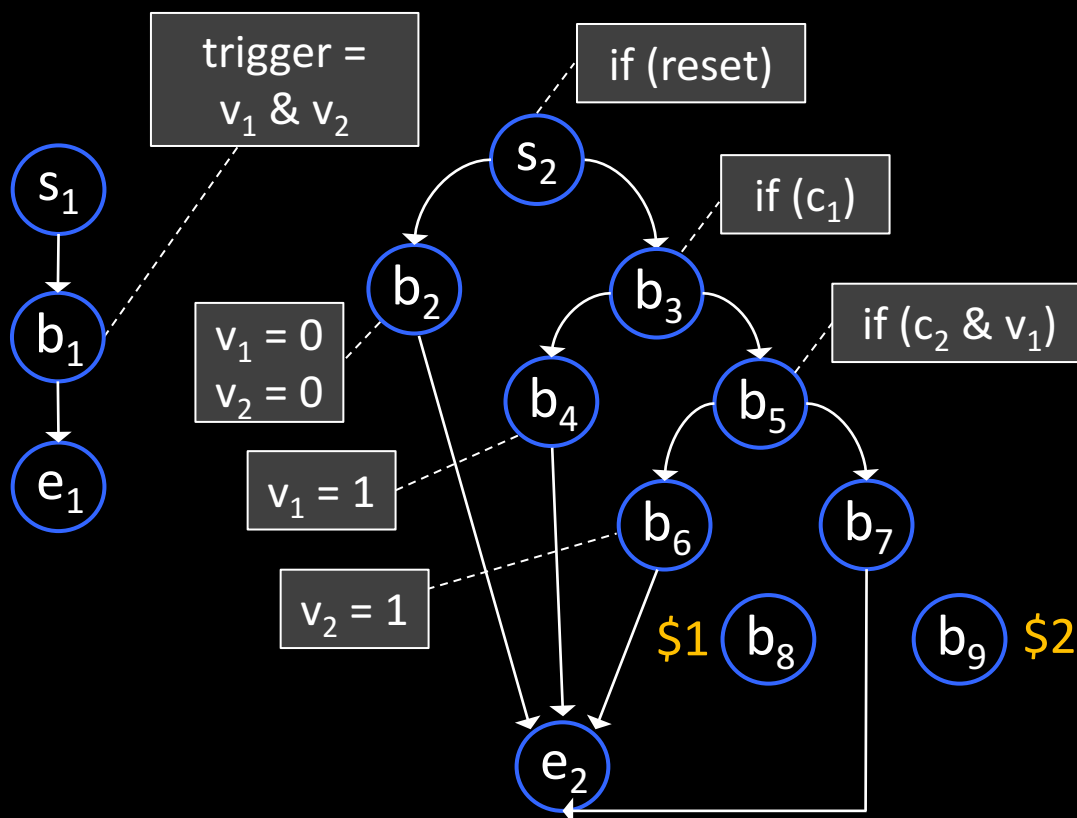 trigger =
v₁ & v₂
if (reset)
s₁
s₂
if (c₁)
b₂
b₃
if (c₂ & v₁)
b₁
v₁ = 0
v₂ = 0
b₄
b₅
e₁
v₁ = 1
b₆
b₇
v₂ = 1
$1
b₈
b₉
$2
e₂